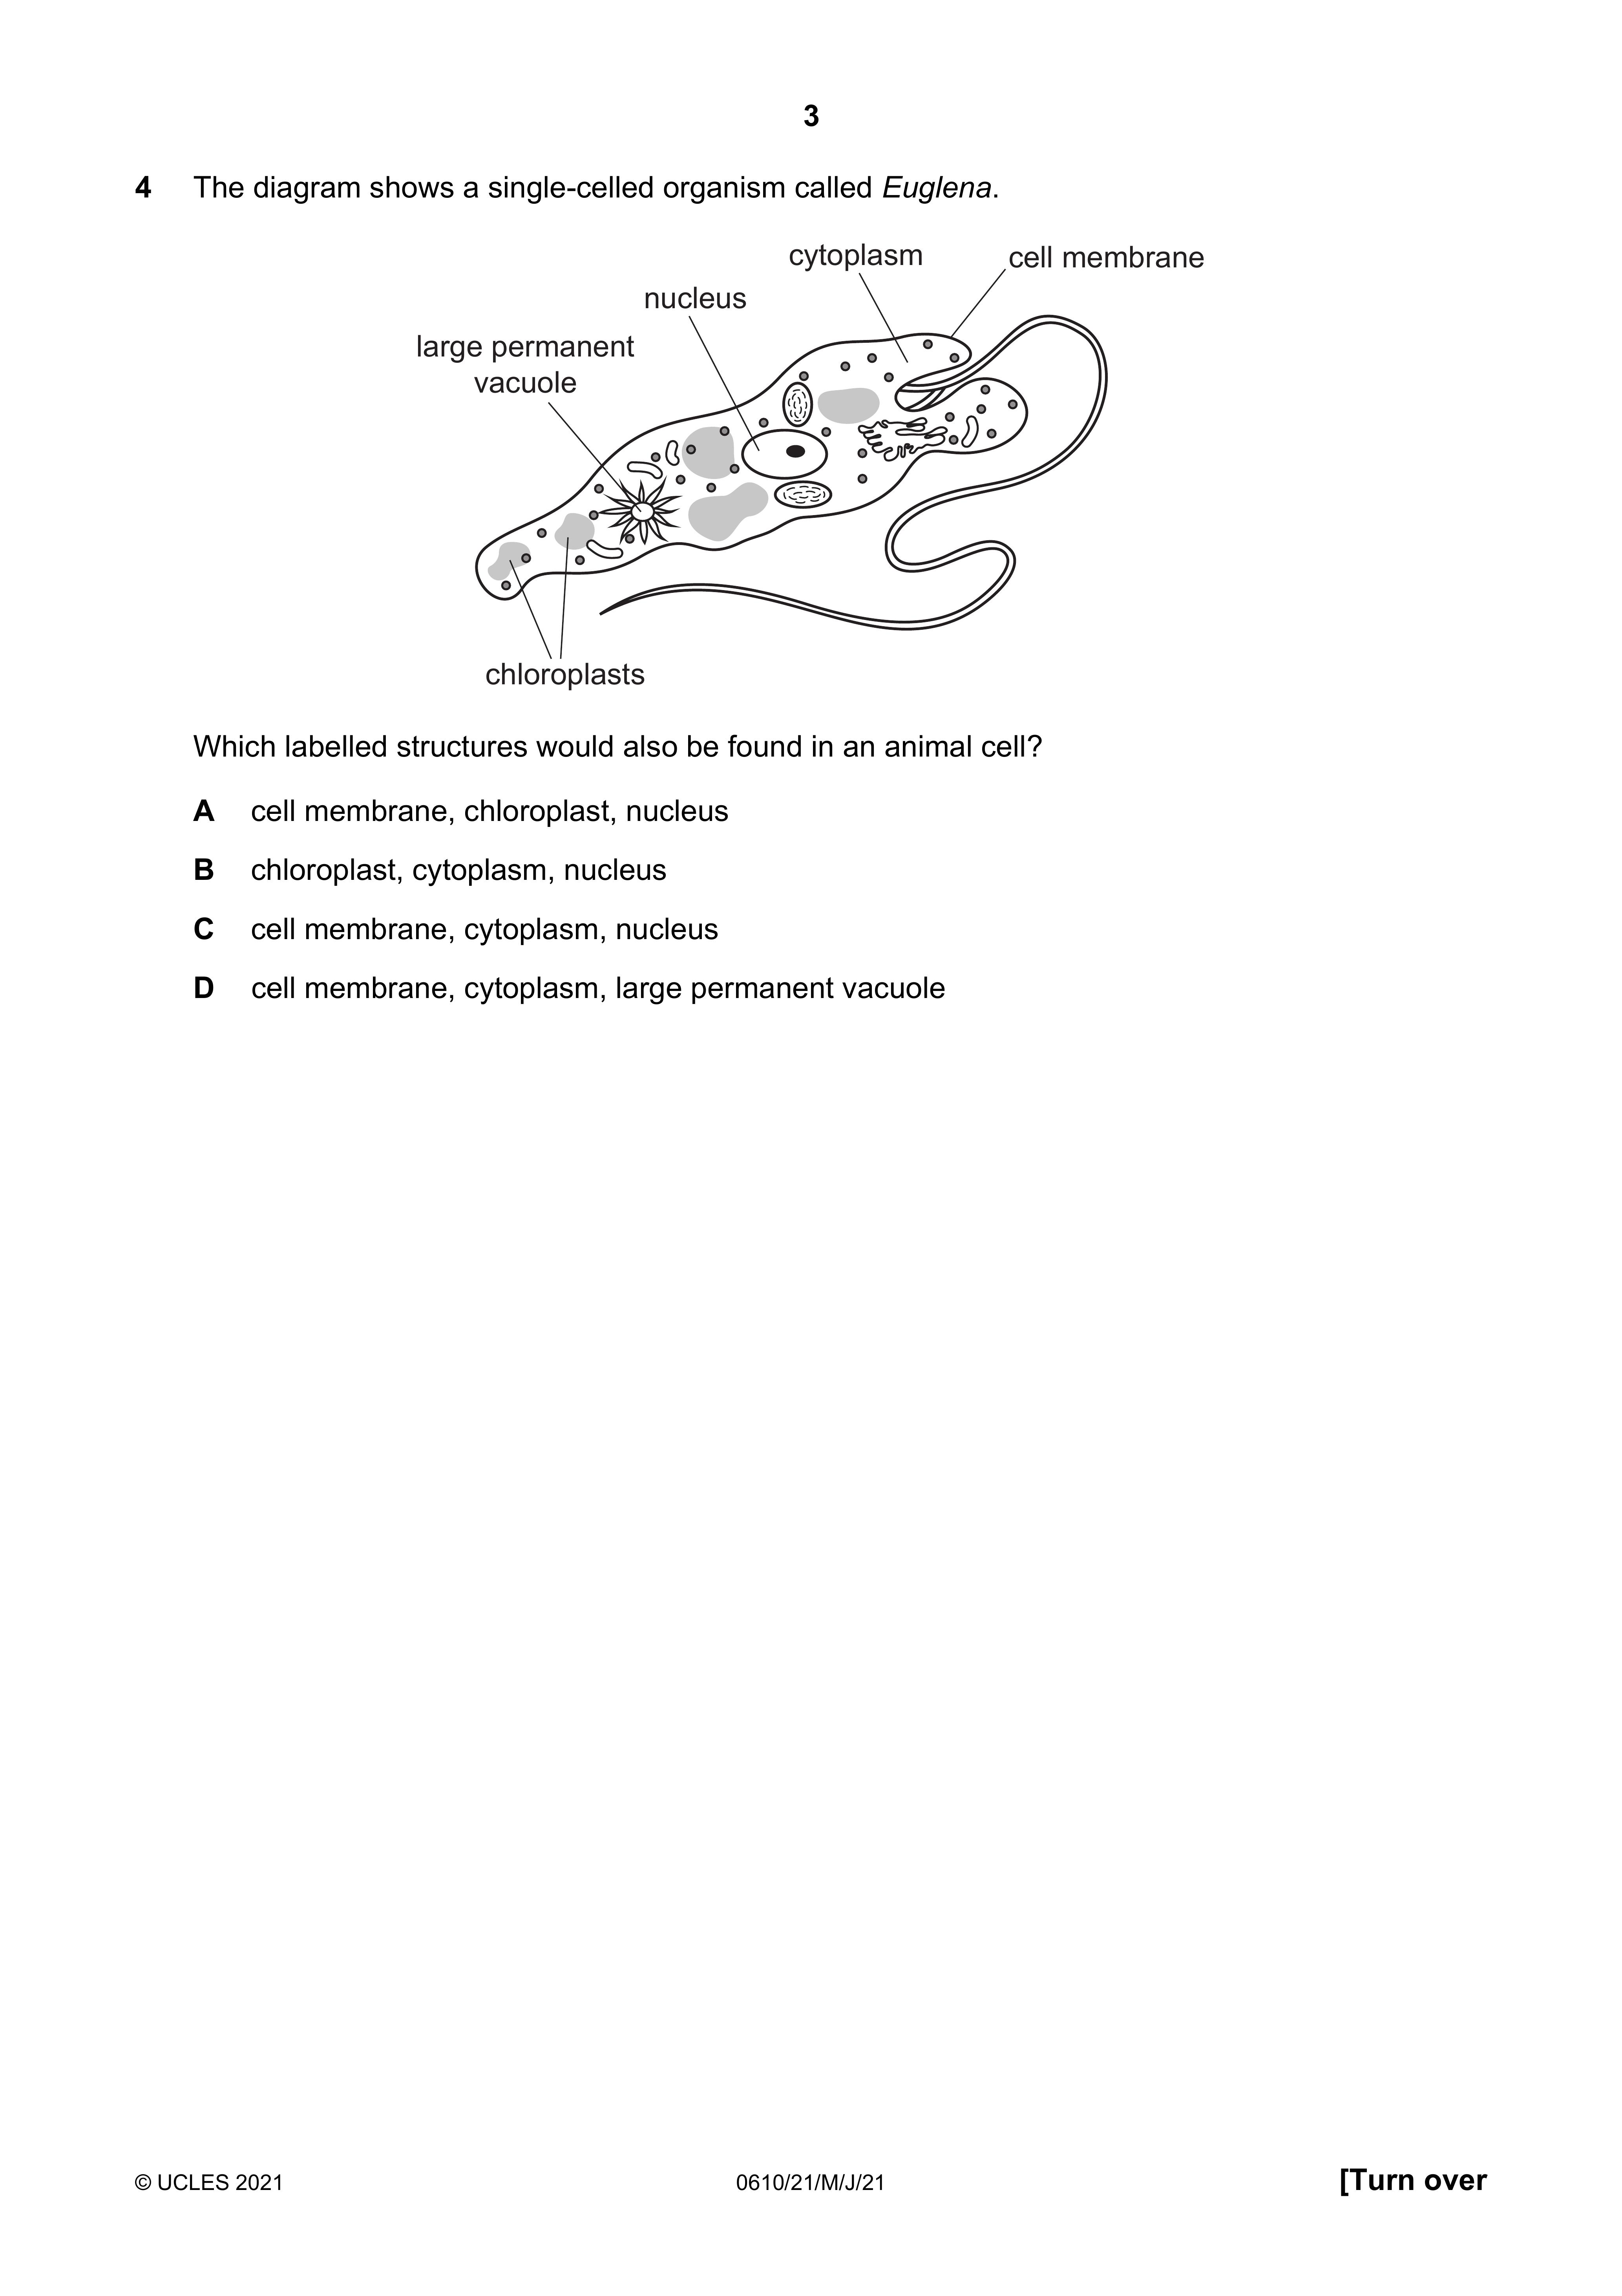 3
4 The diagram shows a single-celled organism called Euglena.
cytoplasm
cell membrane
nucleus
large permanent
vacuole
chloroplasts
Which labelled structures would also be found in an animal cell?
A cell membrane, chloroplast, nucleus
B chloroplast, cytoplasm, nucleus
C cell membrane, cytoplasm, nucleus
D cell membrane, cytoplasm, large permanent vacuole
© UCLES 2021 0610/21/M/J/21 [Turn over